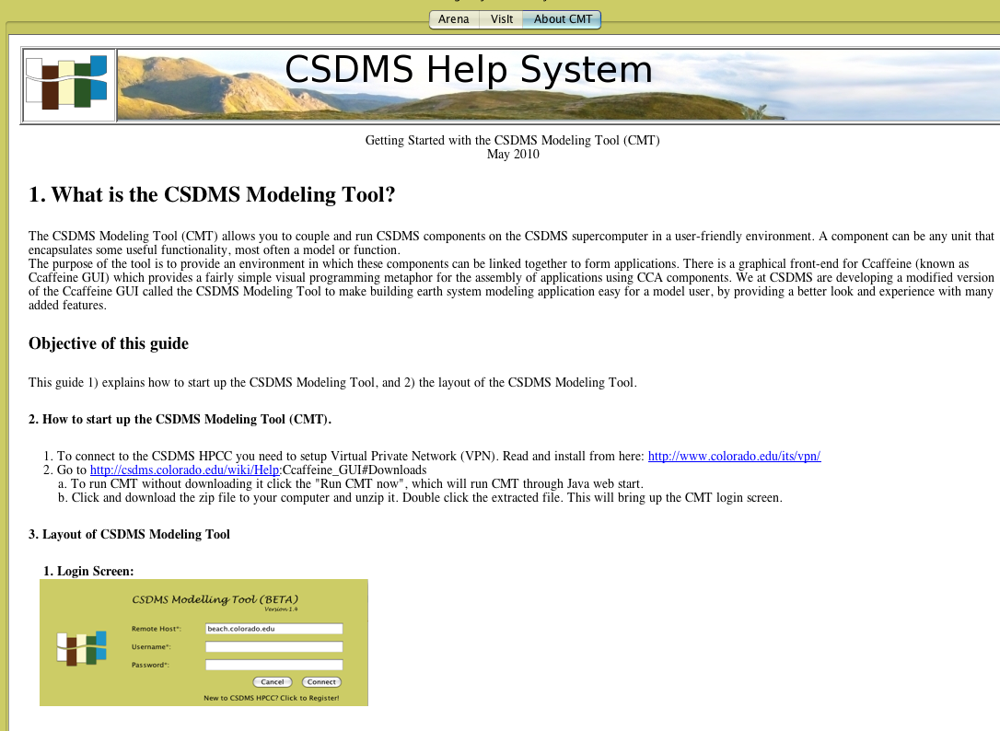 Arena VisIt About CMT
CSDMS Help System
Getting Started with the CSDMS Modeling Tool (CMT)
May 2010
1. What is the CSDMS Modeling Tool?
The CSDMS Modeling Tool (CMT) allows you to couple and run CSDMS components on the CSDMS supercomputer in a user-friendly environment. A component can be any unit that
encapsulates some useful functionality, most often a model or function.
The purpose of the tool is to provide an environment in which these components can be linked together to form applications. There is a graphical front-end for Ccaffeine (known as
Ccaffeine GUI) which provides a fairly simple visual programming metaphor for the assembly of applications using CCA components. We at CSDMS are developing a modified version
of the Ccaffeine GUI called the CSDMS Modeling Tool to make building earth system modeling application easy for a model user, by providing a better look and experience with many
added features.
Objective of this guide
This guide 1) explains how to start up the CSDMS Modeling Tool, and 2) the layout of the CSDMS Modeling Tool.
2. How to start up the CSDMS Modeling Tool (CMT).
1. To connect to the CSDMS HPCC you need to setup Virtual Private Network (VPN). Read and install from here: http://www.colorado.edu/its/vpn/
2. Go to http://csdms.colorado.edu/wiki/Help:Ccaffeine_GUI#Downloads
a. To run CMT without downloading it click the "Run CMT now", which will run CMT through Java web start.
b. Click and download the zip file to your computer and unzip it. Double click the extracted file. This will bring up the CMT login screen.
3. Layout of CSDMS Modeling Tool
1. Login Screen:
CSDMS Modelling Tool (BETA)
Version 1.4
Remote Host*: beach.colorado.edu
Username*:
Password*:
Cancel Connect
New to CSDMS HPCC? Click to Register!